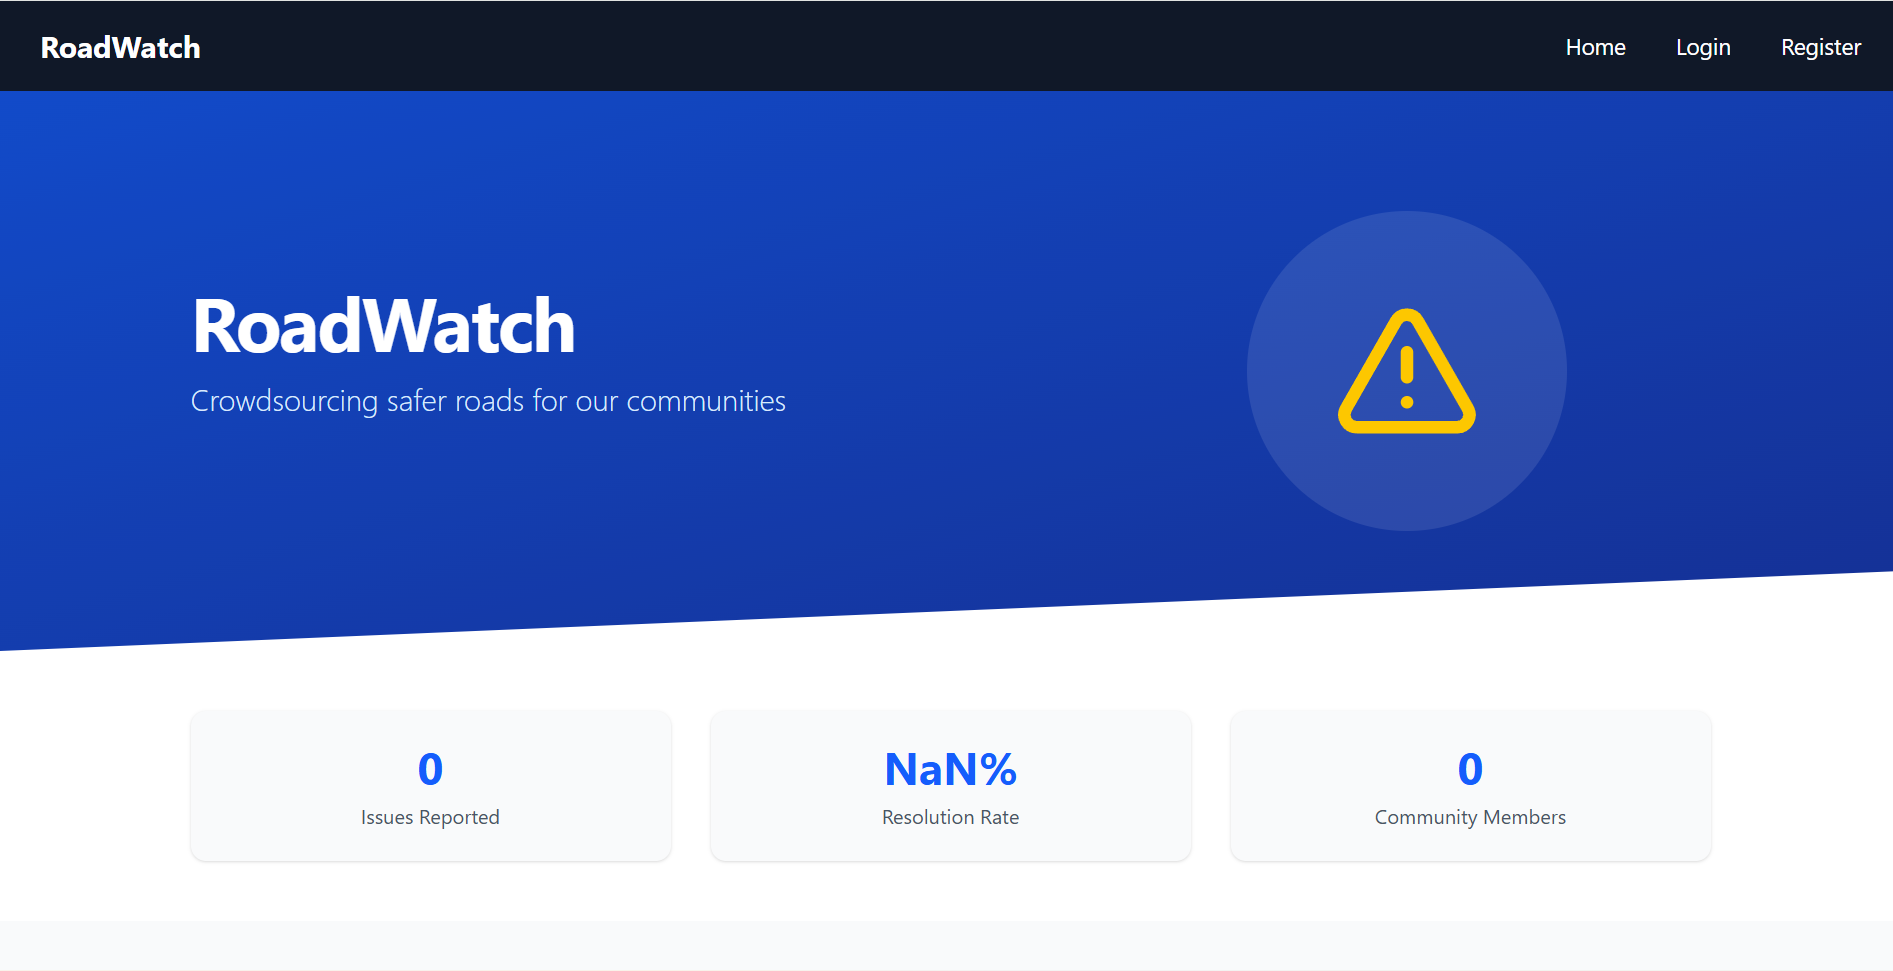 RoadWatch
Home
Login
Register
RoadWatch
Crowdsourcing safer roads for our communities
0
Issues Reported
NaN%
Resolution Rate
0
Community Members